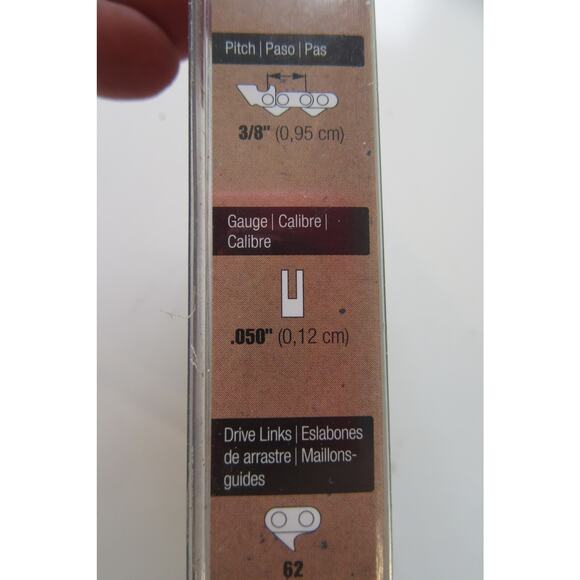 Pitch | Paso | Pas
3/8" (0,95 cm)
Gauge | Calibre |
Calibre
.050" (0,12 cm)
Drive Links | Eslabones
de arrastre | Maillons-
guides
62